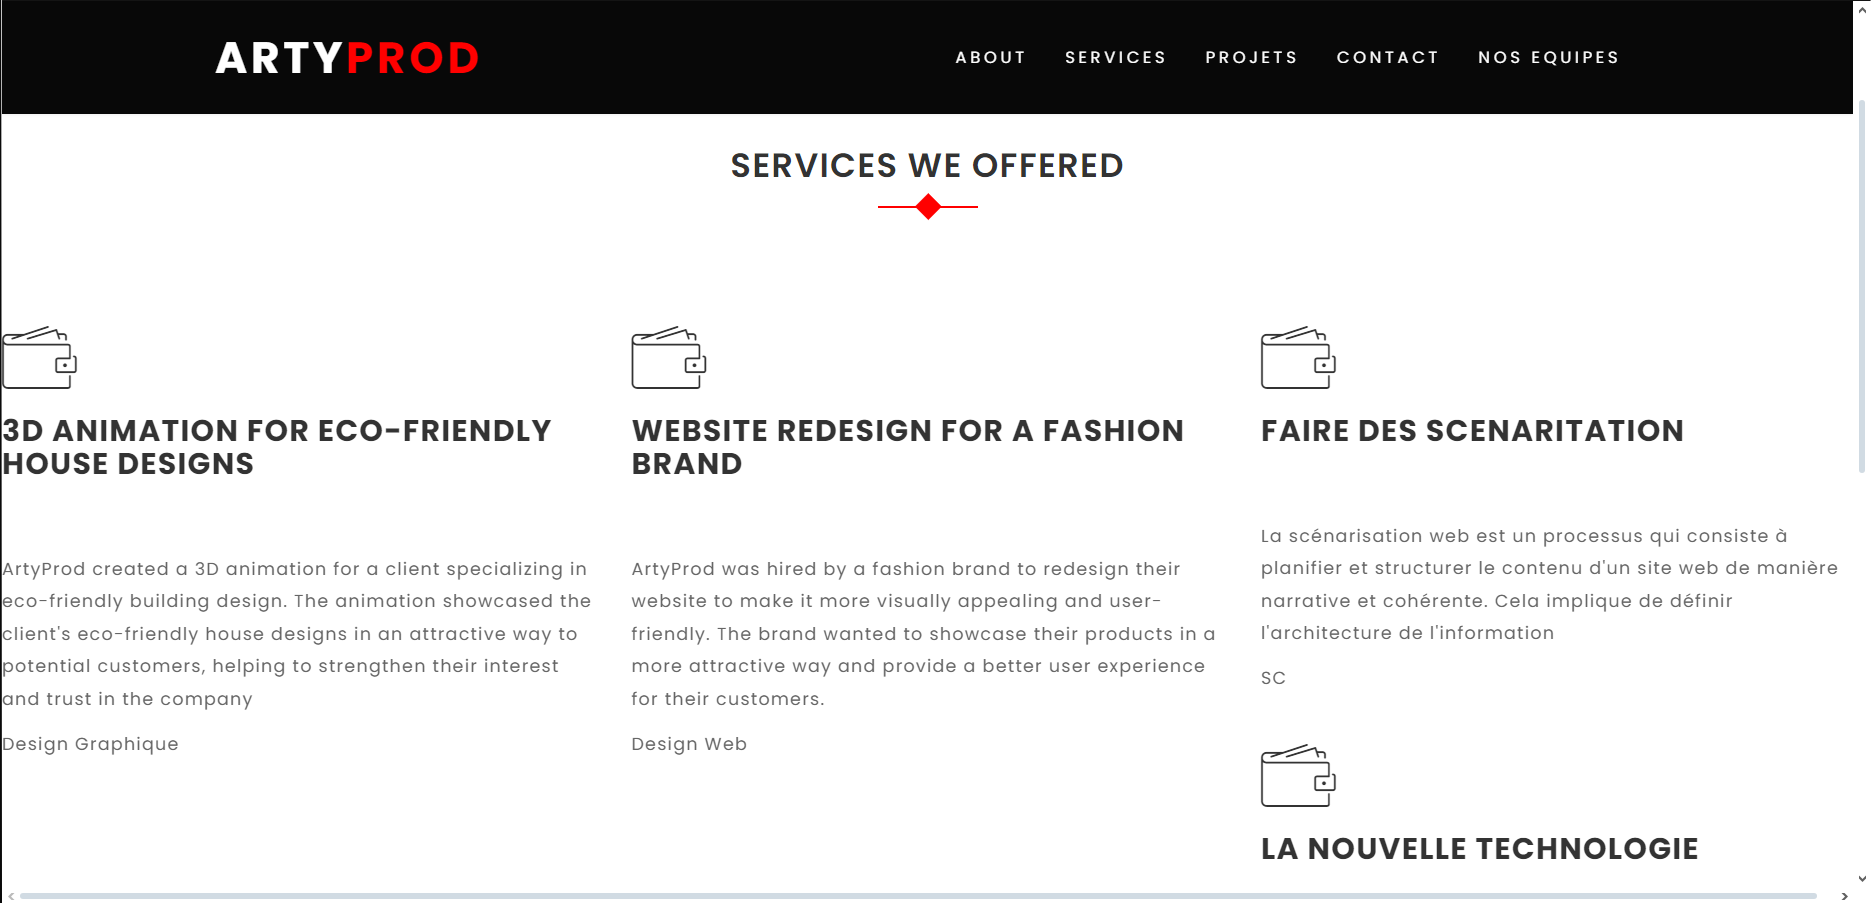 ARTYPROD
ABOUT SERVICES PROJETS CONTACT NOS EQUIPES
SERVICES WE OFFERED
3D ANIMATION FOR ECO-FRIENDLY
HOUSE DESIGNS
ArtyProd created a 3D animation for a client specializing in
eco-friendly building design. The animation showcased the
client's eco-friendly house designs in an attractive way to
potential customers, helping to strengthen their interest
and trust in the company
Design Graphique
WEBSITE REDESIGN FOR A FASHION
BRAND
ArtyProd was hired by a fashion brand to redesign their
website to make it more visually appealing and user-
friendly. The brand wanted to showcase their products in a
more attractive way and provide a better user experience
for their customers.
Design Web
FAIRE DES SCENARITATION
La scénarisation web est un processus qui consiste à
planifier et structurer le contenu d'un site web de manière
narrative et cohérente. Cela implique de définir
l'architecture de l'information
SC
LA NOUVELLE TECHNOLOGIE